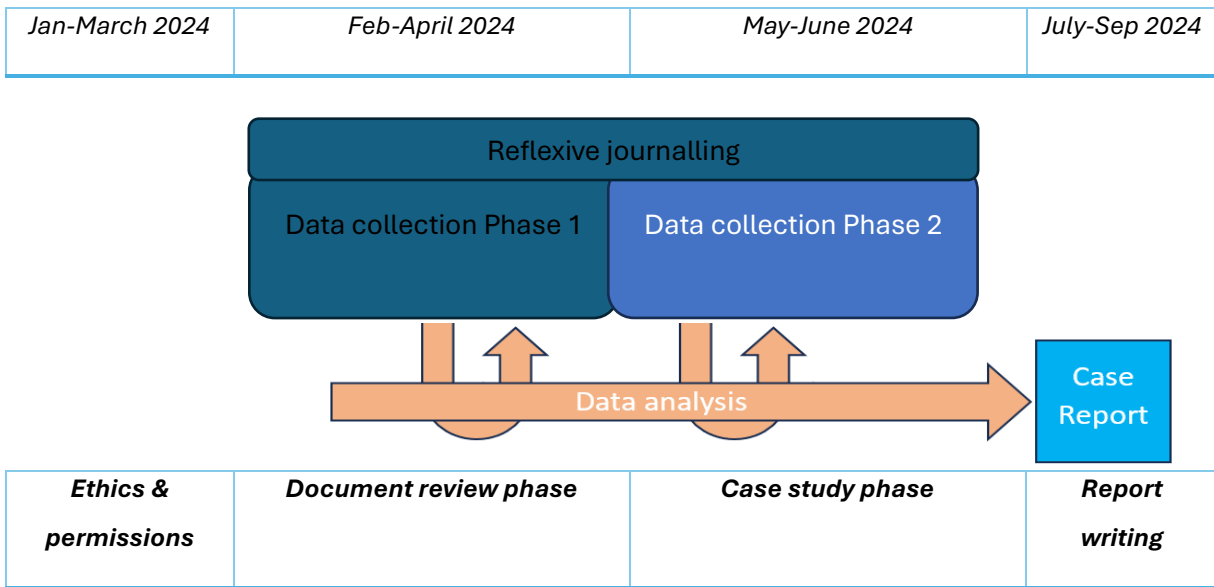 Jan-March 2024
Feb-April 2024
May-June 2024
July-Sep 2024
Reflexive journalling
Data collection Phase 1
Data collection Phase 2
Data analysis
Case
Report
Ethics &
permissions
Document review phase
Case study phase
Report
writing